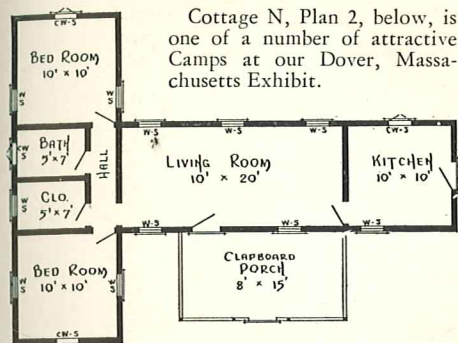 Cottage N, Plan 2, below, is
one of a number of attractive
Camps at our Dover, Massa-
chusetts Exhibit.
CW-S
BED ROOM
10' x 10'
W
S
W
S
W-S
W-S
W-S
CW-S
W
S
BATH
5' x 7'
HALL
LIVING ROOM
10' x 20'
KITCHEN
10' x 10'
W
S
CLO.
5' x 7'
W-S
W-S
W-S
BED ROOM
10' x 10'
W
S
W
S
CLAPBOARD
PORCH
8' x 15'
CW-S